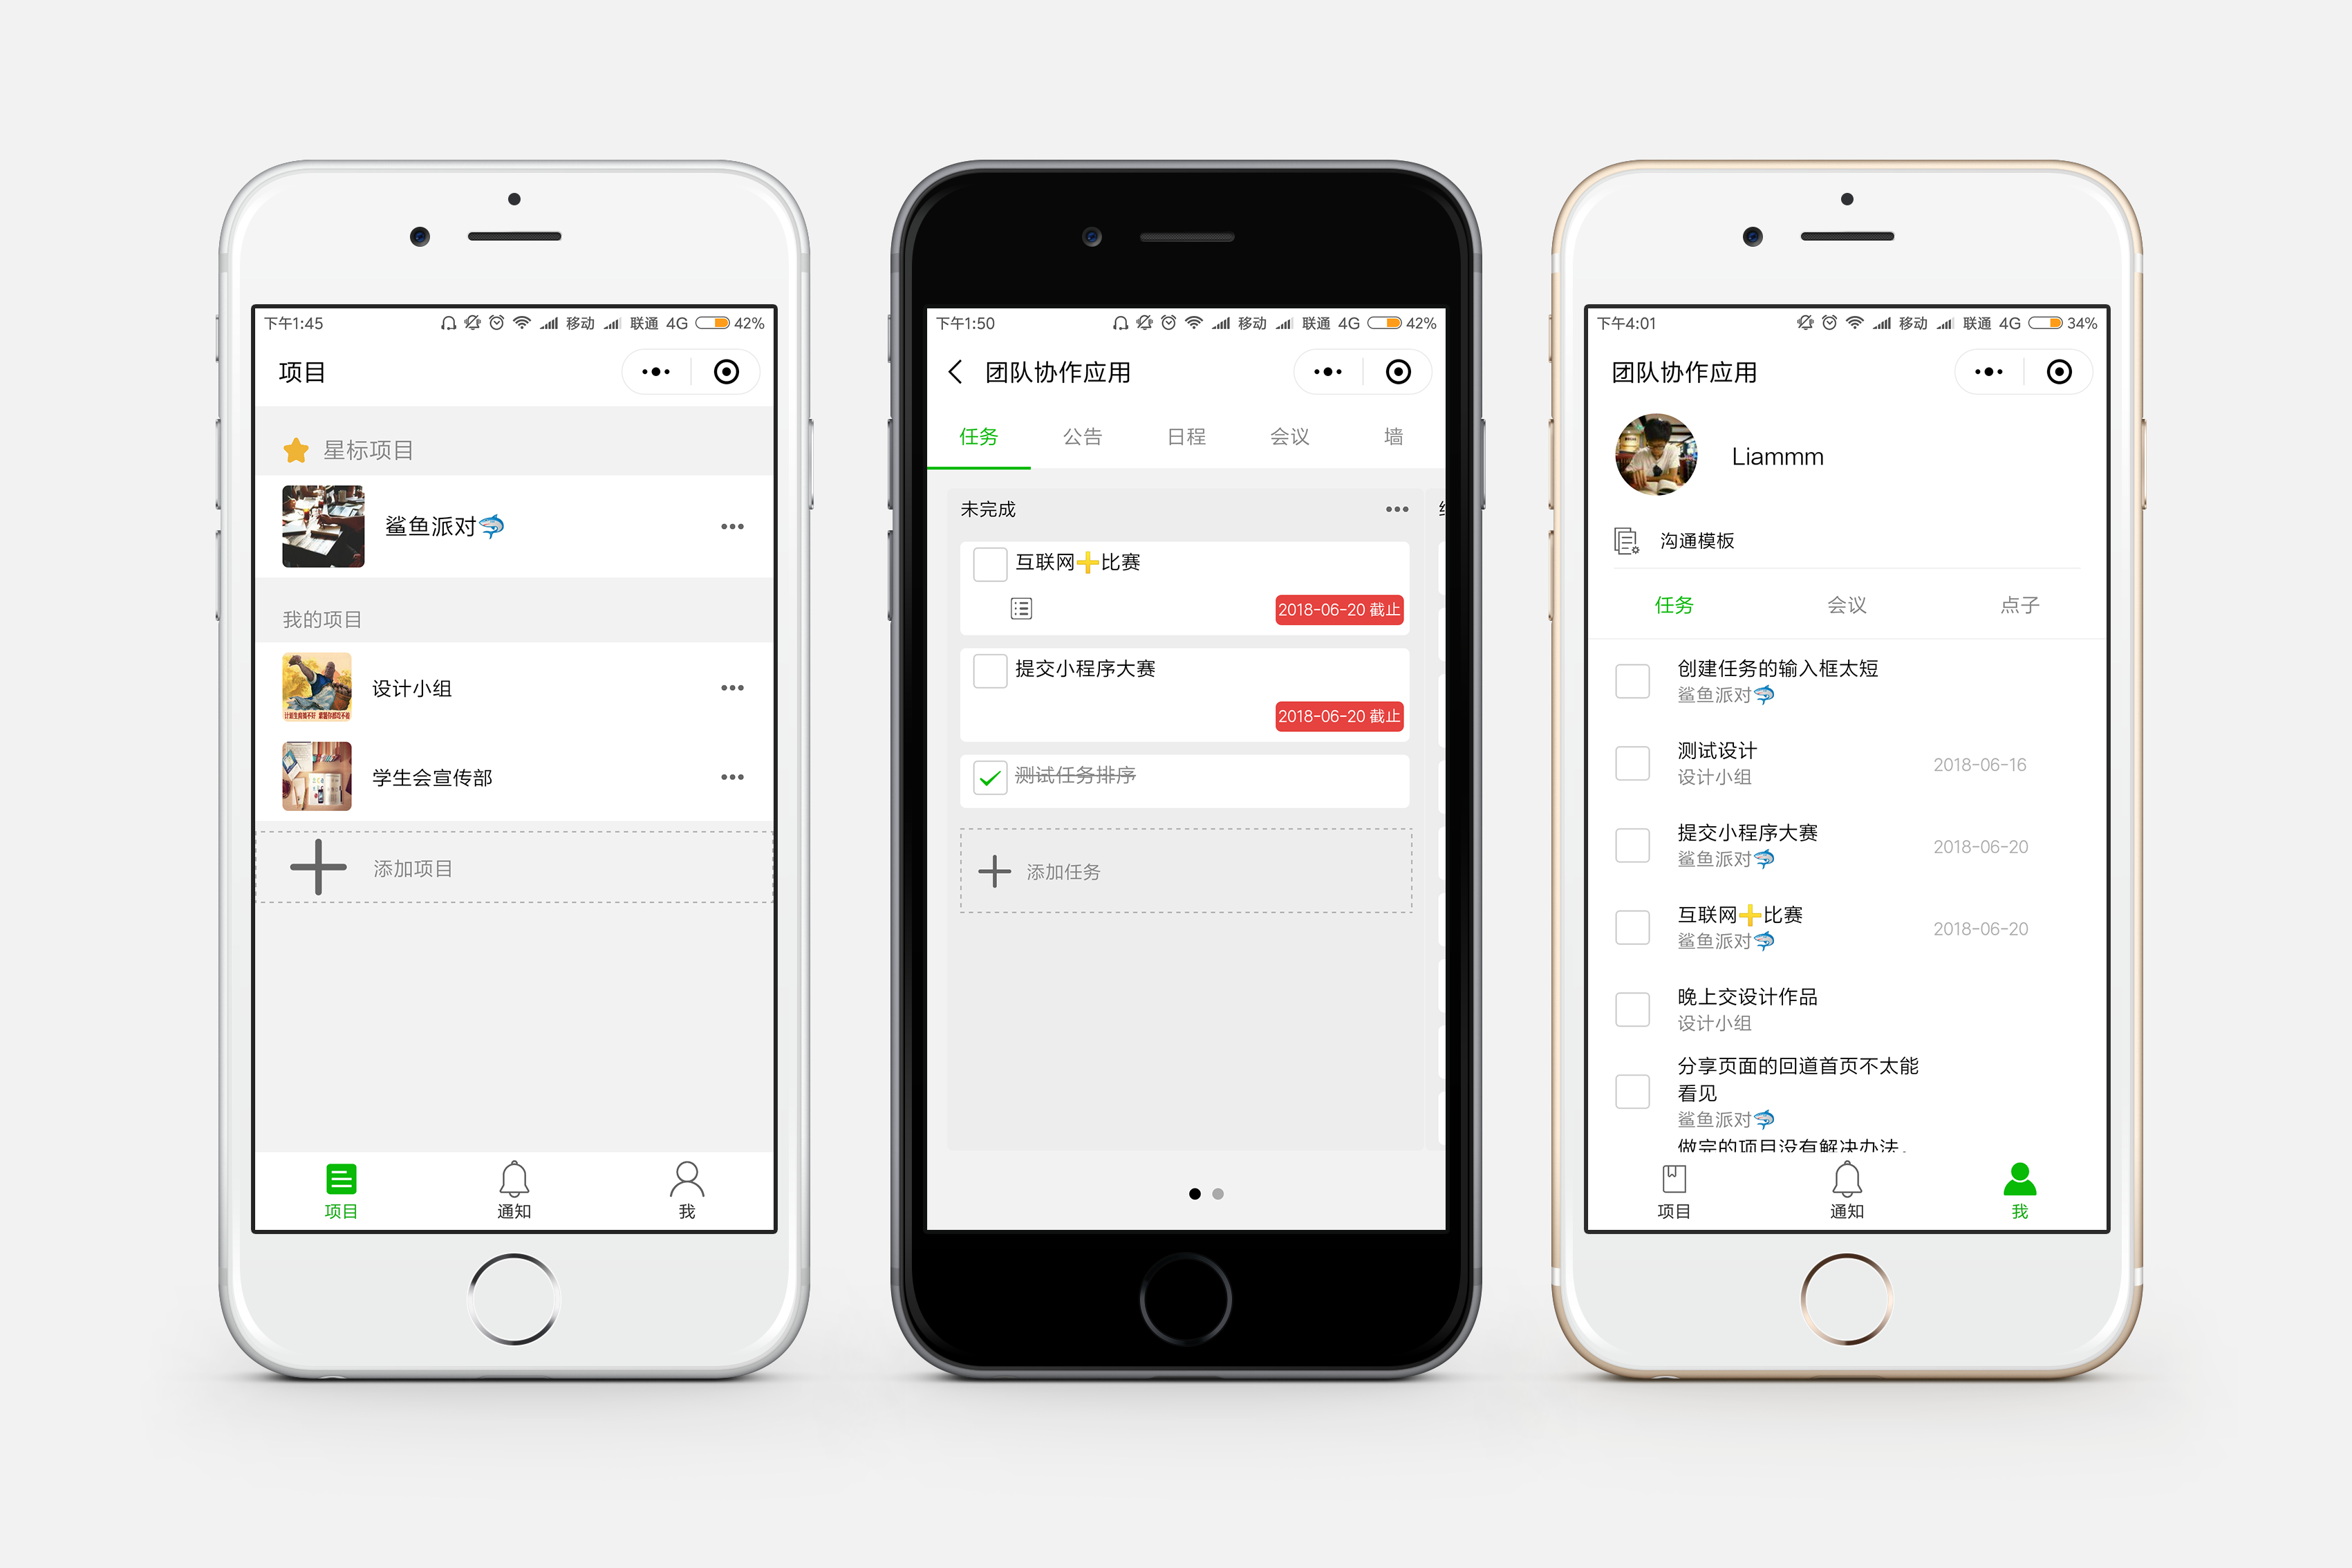 下午1:45
移动
联通 4G
42%
项目
星标项目
鲨鱼派对🦈
我的项目
设计小组
学生会宣传部
添加项目
项目
通知
我
下午1:50
移动
联通 4G
42%
团队协作应用
任务
公告
日程
会议
墙
未完成
互联网➕比赛
2018-06-20 截止
提交小程序大赛
2018-06-20 截止
测试任务排序
添加任务
下午4:01
移动
联通 4G
34%
团队协作应用
Liammm
沟通模板
任务
会议
点子
创建任务的输入框太短
鲨鱼派对🦈
测试设计
设计小组
2018-06-16
提交小程序大赛
鲨鱼派对🦈
2018-06-20
互联网➕比赛
鲨鱼派对🦈
2018-06-20
晚上交设计作品
设计小组
分享页面的回道首页不太能
看见
鲨鱼派对🦈
做完的项目没有解决办法,
项目
通知
我